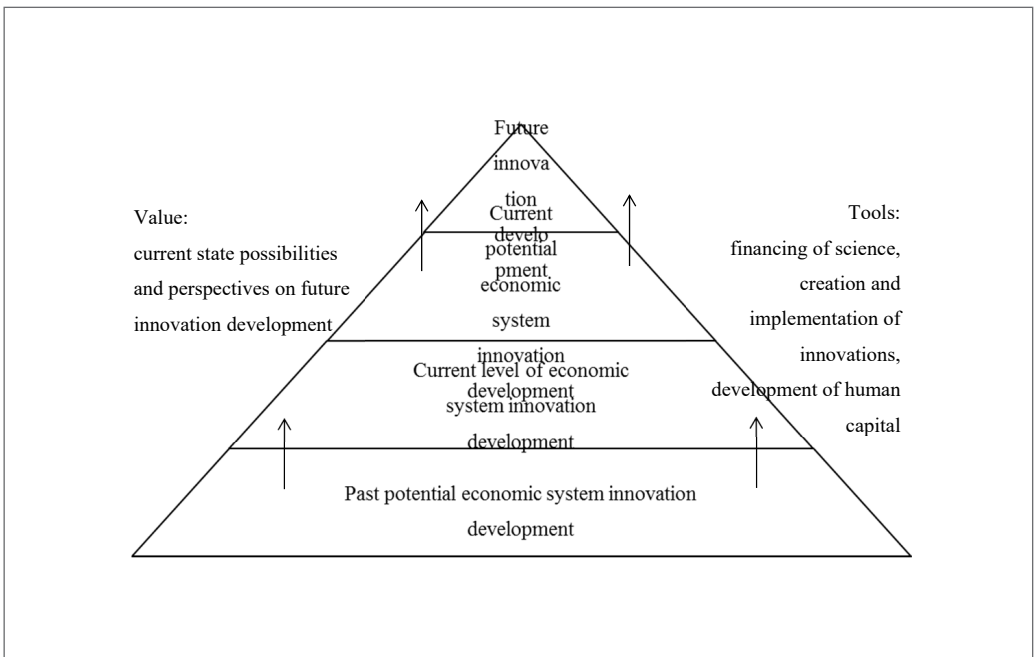 Future
innova
tion
develo
pment
Value:
current state possibilities
and perspectives on future
innovation development
Tools:
financing of science,
creation and
implementation of
innovations,
development of human
capital
Current
potential
economic
system
innovation
development
Current level of economic
system innovation
development
Past potential economic system innovation
development